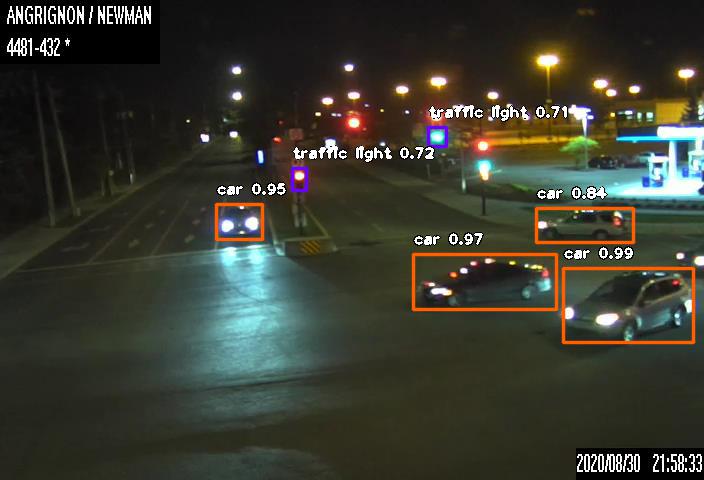 ANGRIGNON / NEWMAN
4481-432 *
traffic light 0.71
traffic light 0.72
car 0.95
car 0.84
car 0.97
car 0.99
2020/08/30 21:58:33